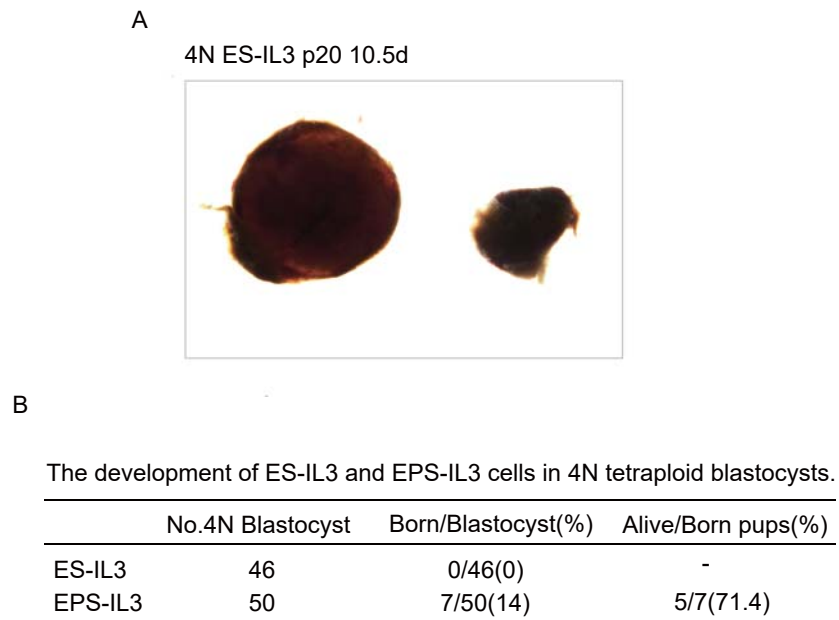 A
4N ES-IL3 p20 10.5d
B
The development of ES-IL3 and EPS-IL3 cells in 4N tetraploid blastocysts.
No.4N Blastocyst Born/Blastocyst(%) Alive/Born pups(%)
ES-IL3 46 0/46(0) -
EPS-IL3 50 7/50(14) 5/7(71.4)